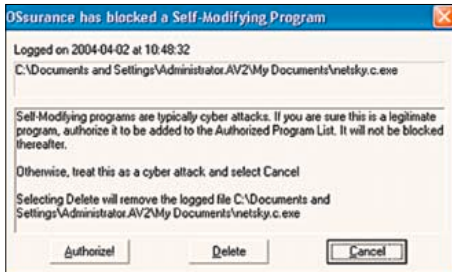 OSsurance has blocked a Self-Modifying Program
Logged on 2004-04-02 at 10:48:32
C:\Documents and Settings\Administrator.AV2\My Documents\netsky.c.exe
Self-Modifying programs are typically cyber attacks. If you are sure this is a legitimate
program, authorize it to be added to the Authorized Program List. It will not be blocked
thereafter.
Otherwise, treat this as a cyber attack and select Cancel
Selecting Delete will remove the logged file C:\Documents and
Settings\Administrator.AV2\My Documents\netsky.c.exe
Authorize!
Delete
Cancel